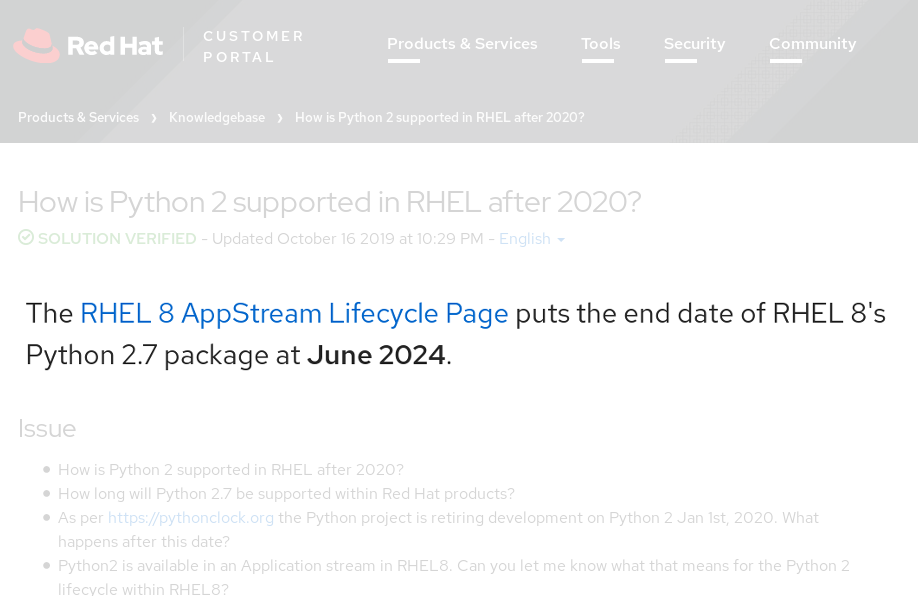 Red Hat
CUSTOMER
PORTAL
Products & Services
Tools
Security
Community
Products & Services ❯ Knowledgebase ❯ How is Python 2 supported in RHEL after 2020?
How is Python 2 supported in RHEL after 2020?
SOLUTION VERIFIED - Updated October 16 2019 at 10:29 PM - English
The RHEL 8 AppStream Lifecycle Page puts the end date of RHEL 8's
Python 2.7 package at June 2024.
Issue
• How is Python 2 supported in RHEL after 2020?
• How long will Python 2.7 be supported within Red Hat products?
• As per https://pythonclock.org the Python project is retiring development on Python 2 Jan 1st, 2020. What
happens after this date?
• Python2 is available in an Application stream in RHEL8. Can you let me know what that means for the Python 2
lifecycle within RHEL8?